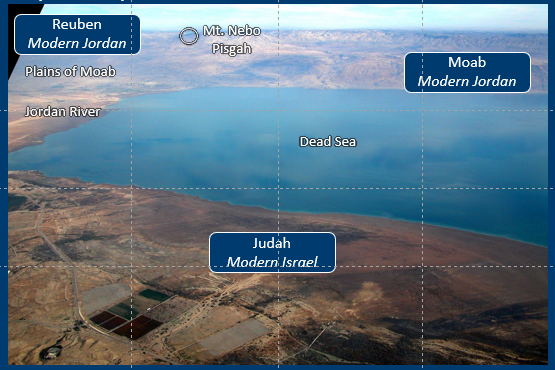 Reuben
Modern Jordan
Mt. Nebo
Pisgah
Moab
Modern Jordan
Plains of Moab
Jordan River
Dead Sea
Judah
Modern Israel